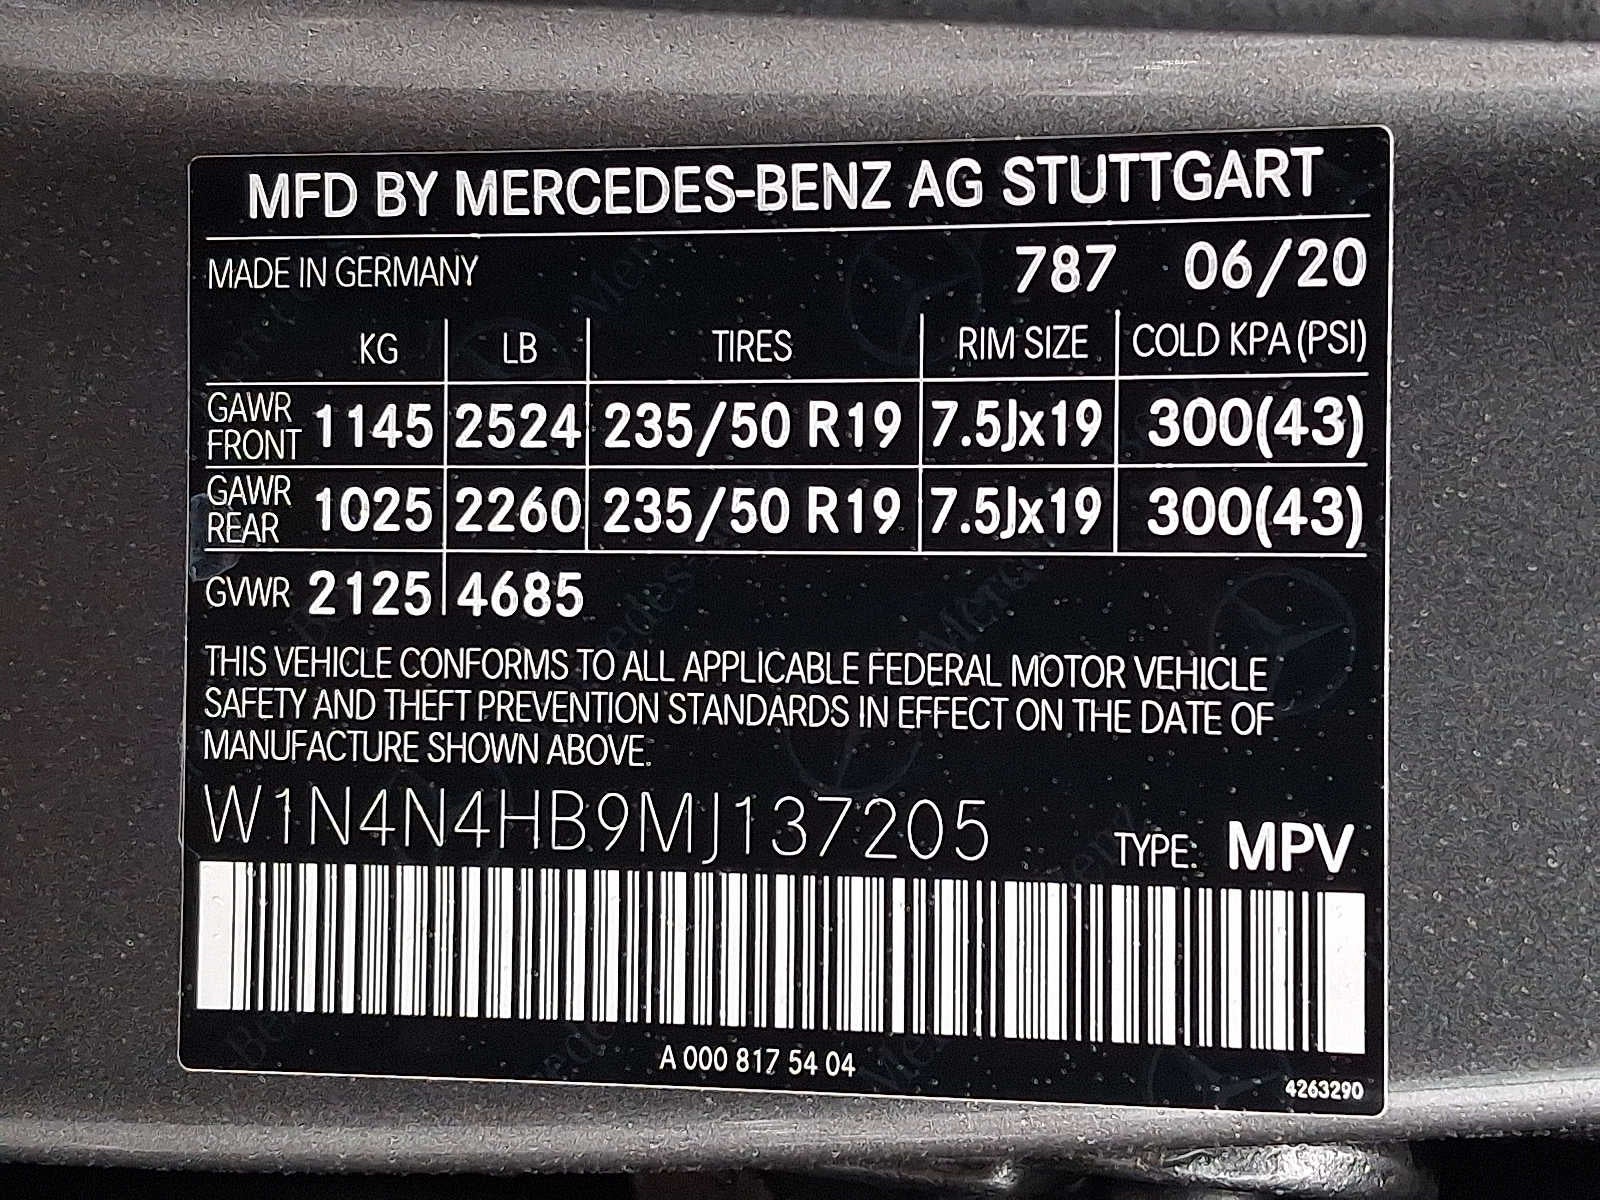 MFD BY MERCEDES-BENZ AG STUTTGART
MADE IN GERMANY 787 06/20
KG LB TIRES RIM SIZE COLD KPA (PSI)
GAWR FRONT 1145 2524 235/50 R19 7.5Jx19 300(43)
GAWR REAR 1025 2260 235/50 R19 7.5Jx19 300(43)
GVWR 2125 4685
THIS VEHICLE CONFORMS TO ALL APPLICABLE FEDERAL MOTOR VEHICLE
SAFETY AND THEFT PREVENTION STANDARDS IN EFFECT ON THE DATE OF
MANUFACTURE SHOWN ABOVE.
W1N4N4HB9MJ137205 TYPE: MPV
A 000 817 54 04
4263290